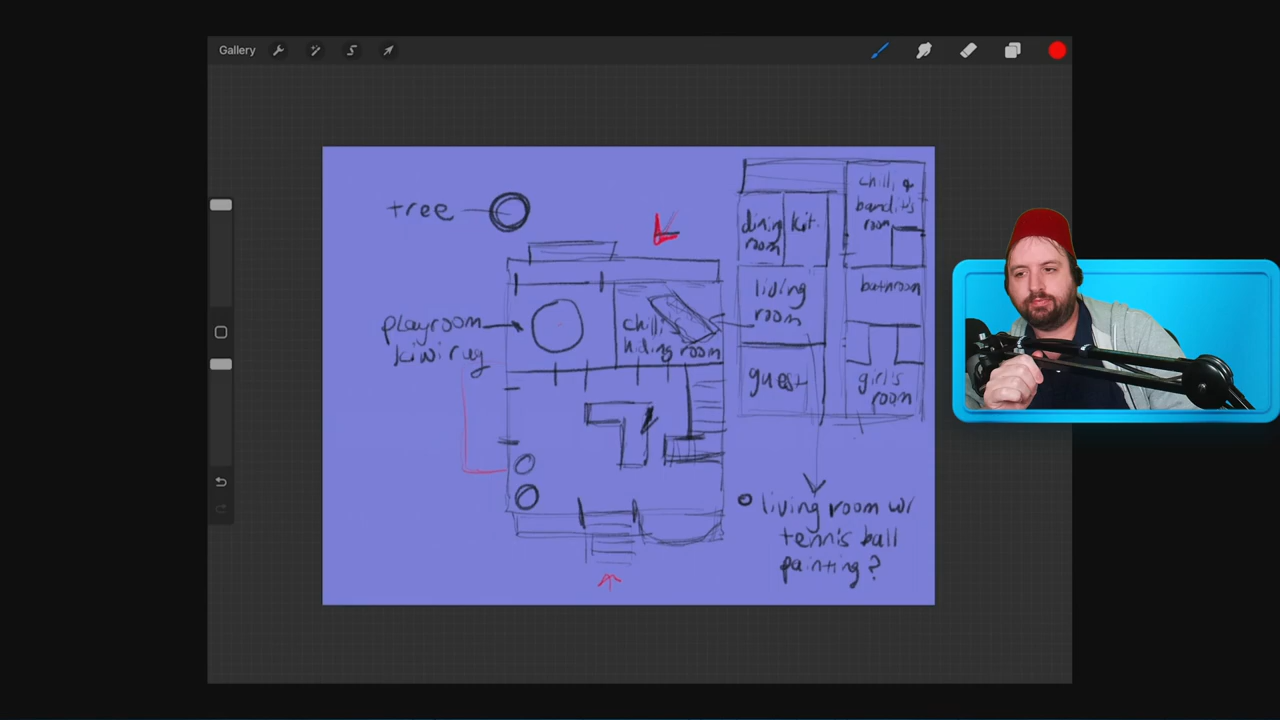 Gallery
tree
playroom
kiwi rug
chilli
hiding room
dining
room
kit.
living
room
guest
chilli &
bandit's
room
bathroom
girl's
room
living room w/
tennis ball
painting?